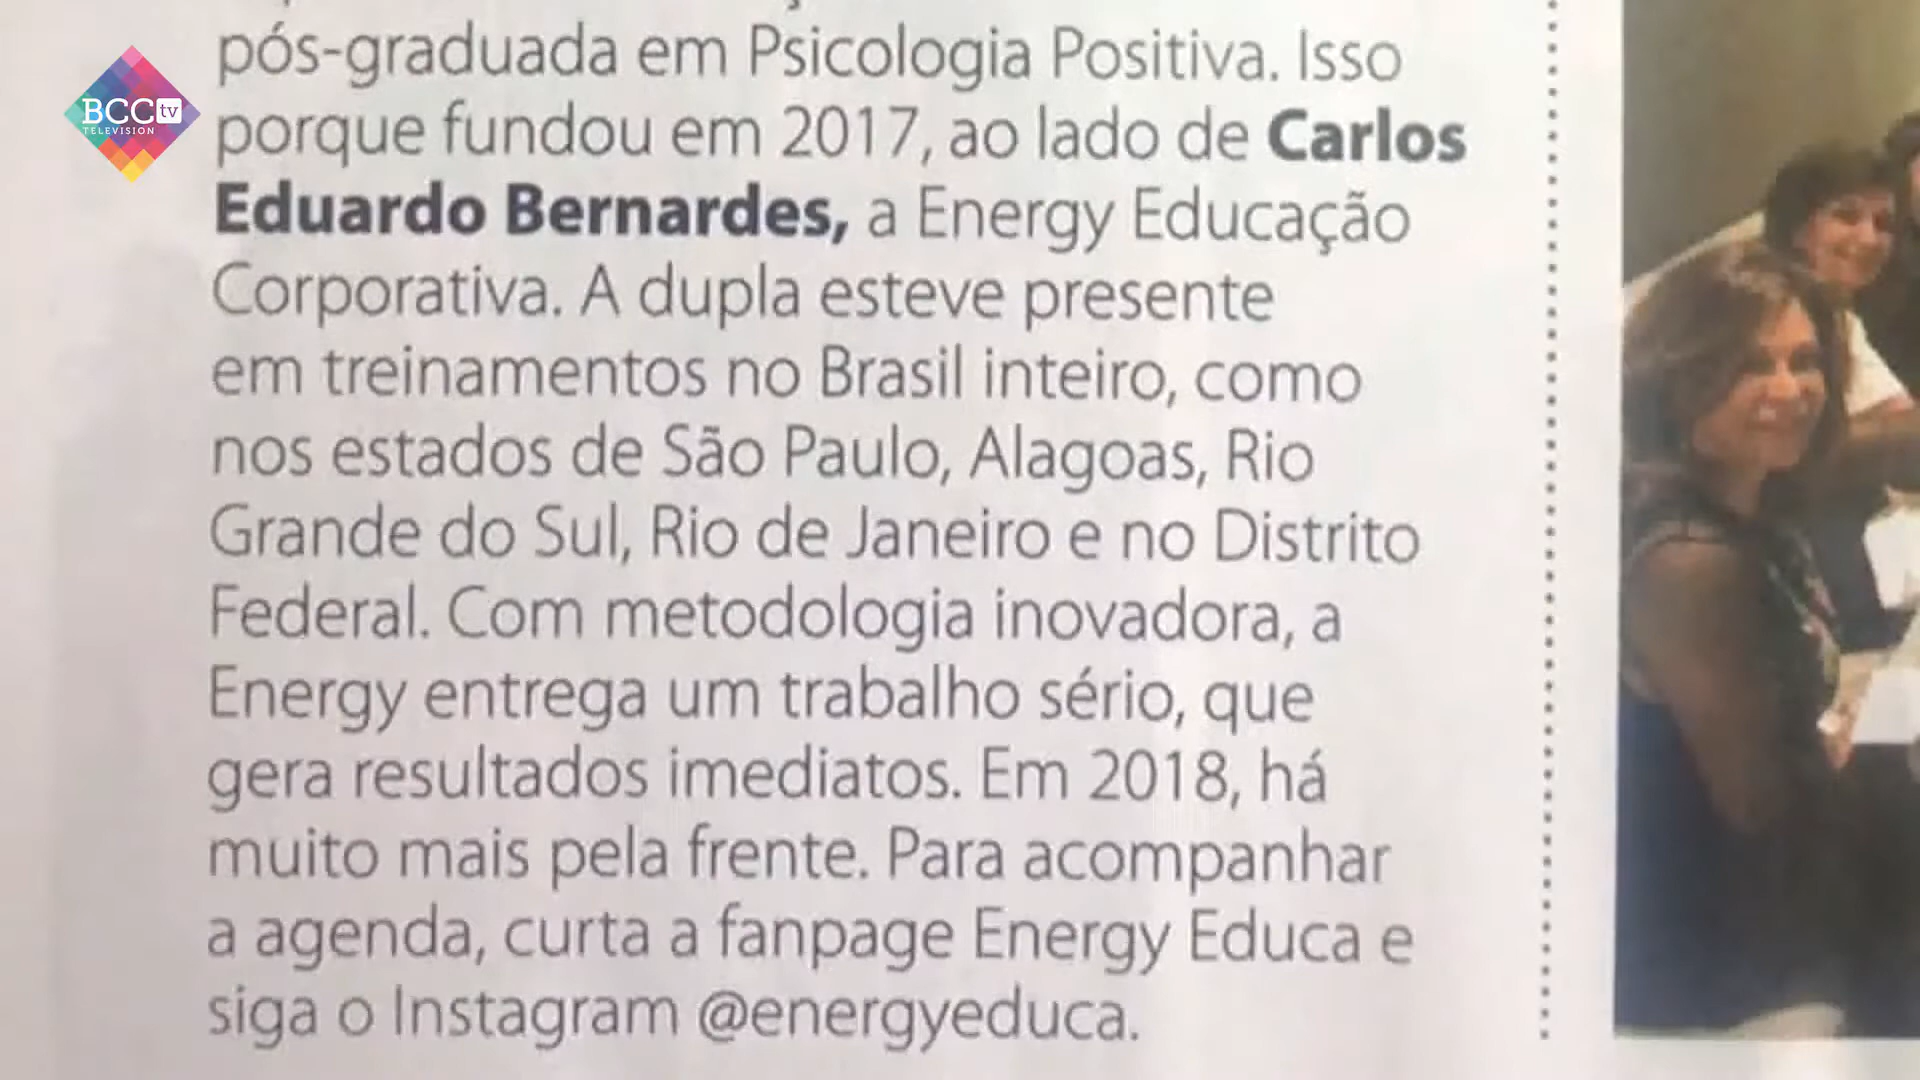 BCC tv
TELEVISION
pós-graduada em Psicologia Positiva. Isso
porque fundou em 2017, ao lado de Carlos
Eduardo Bernardes, a Energy Educação
Corporativa. A dupla esteve presente
em treinamentos no Brasil inteiro, como
nos estados de São Paulo, Alagoas, Rio
Grande do Sul, Rio de Janeiro e no Distrito
Federal. Com metodologia inovadora, a
Energy entrega um trabalho sério, que
gera resultados imediatos. Em 2018, há
muito mais pela frente. Para acompanhar
a agenda, curta a fanpage Energy Educa e
siga o Instagram @energyeduca.